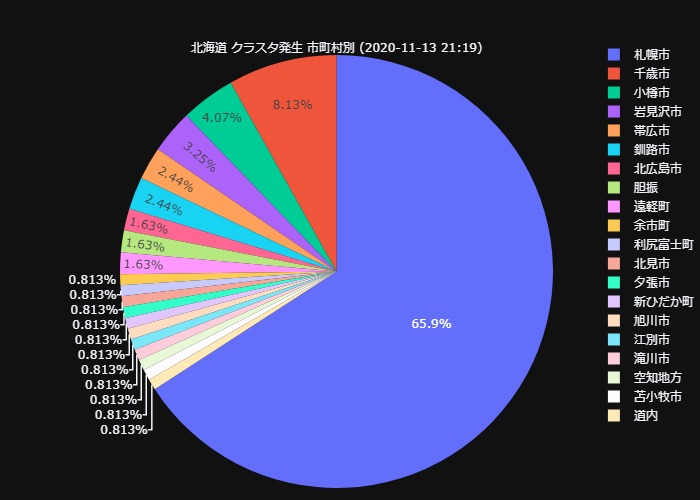 北海道 クラスタ発生 市町村別 (2020-11-13 21:19)
札幌市
千歳市
小樽市
岩見沢市
帯広市
釧路市
北広島市
胆振
遠軽町
余市町
利尻富士町
北見市
夕張市
新ひだか町
旭川市
江別市
滝川市
空知地方
苫小牧市
道内
8.13%
4.07%
3.25%
2.44%
2.44%
1.63%
1.63%
1.63%
0.813%
0.813%
0.813%
0.813%
0.813%
0.813%
0.813%
0.813%
0.813%
0.813%
0.813%
65.9%